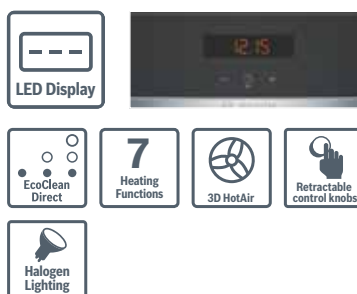 LED Display
12:15
EcoClean
Direct
7
Heating
Functions
3D HotAir
Retractable
control knobs
Halogen
Lighting